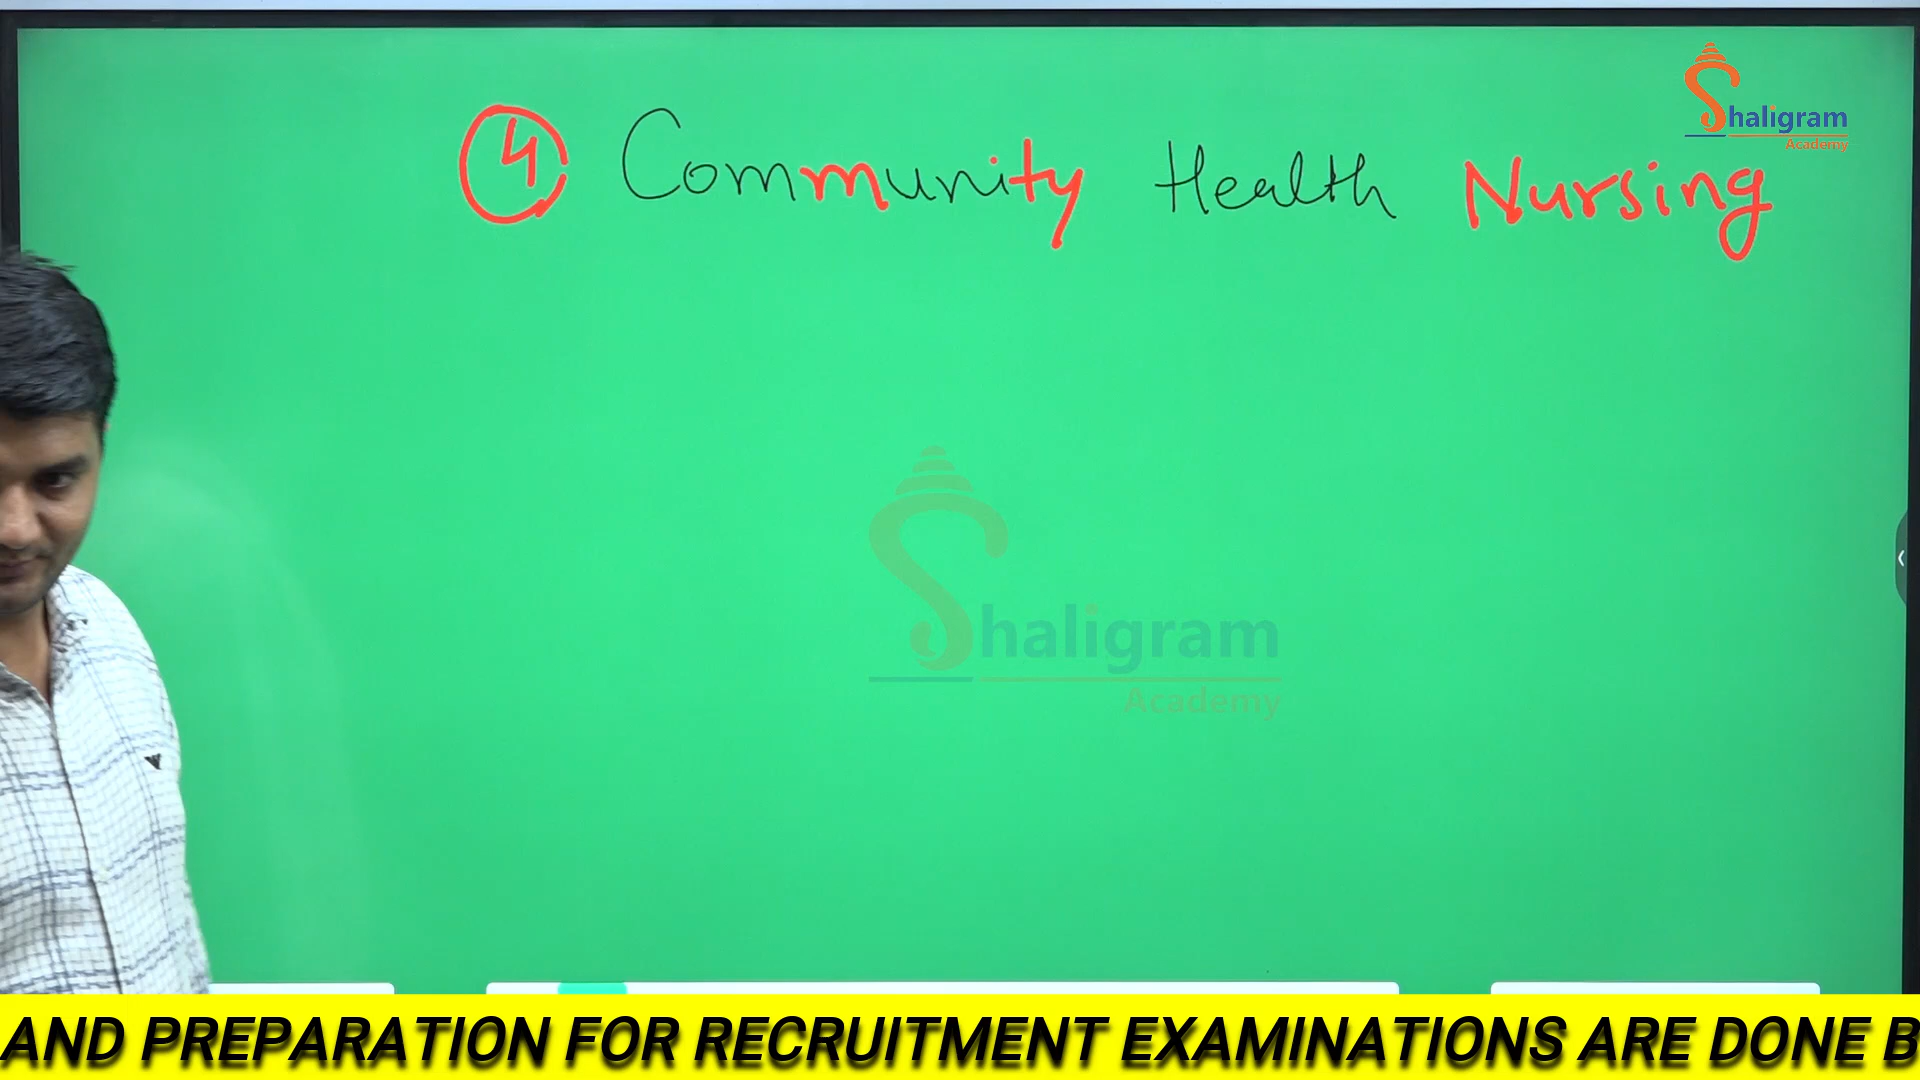 Shaligram
Academy
④ Community Health Nursing
Shaligram
Academy
AND PREPARATION FOR RECRUITMENT EXAMINATIONS ARE DONE B